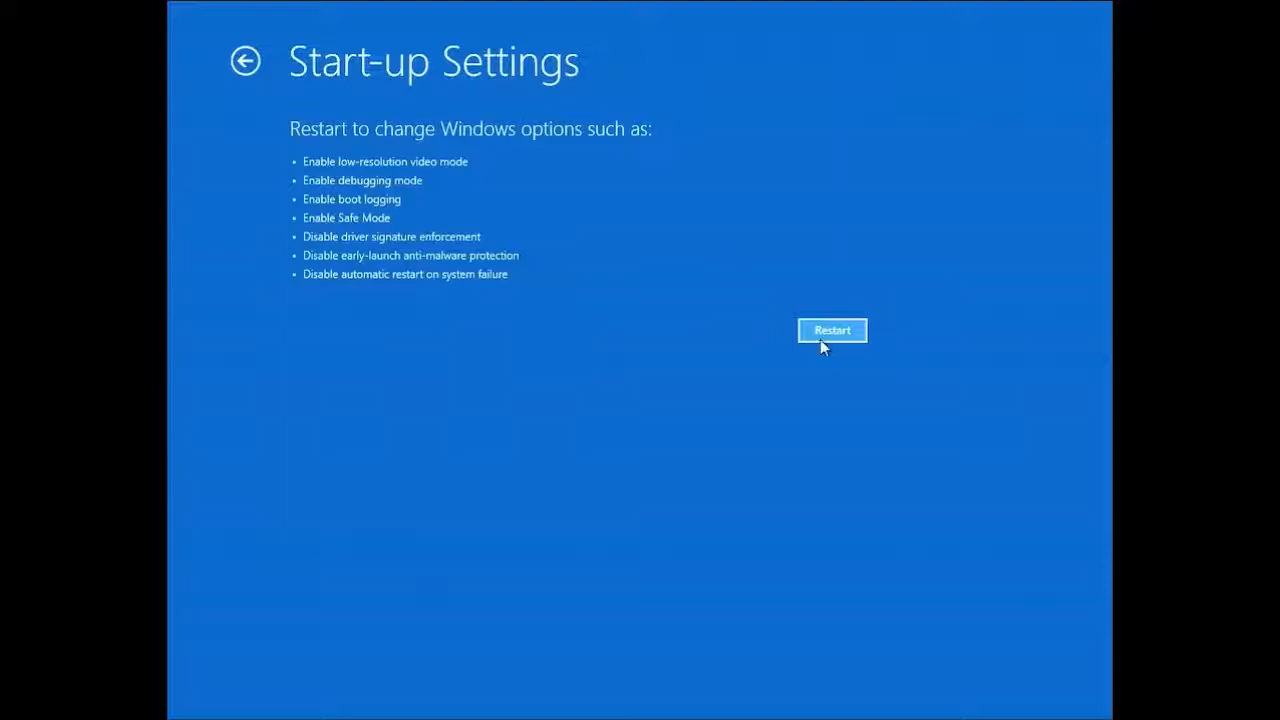 Start-up Settings
Restart to change Windows options such as:
• Enable low-resolution video mode
• Enable debugging mode
• Enable boot logging
• Enable Safe Mode
• Disable driver signature enforcement
• Disable early-launch anti-malware protection
• Disable automatic restart on system failure
Restart